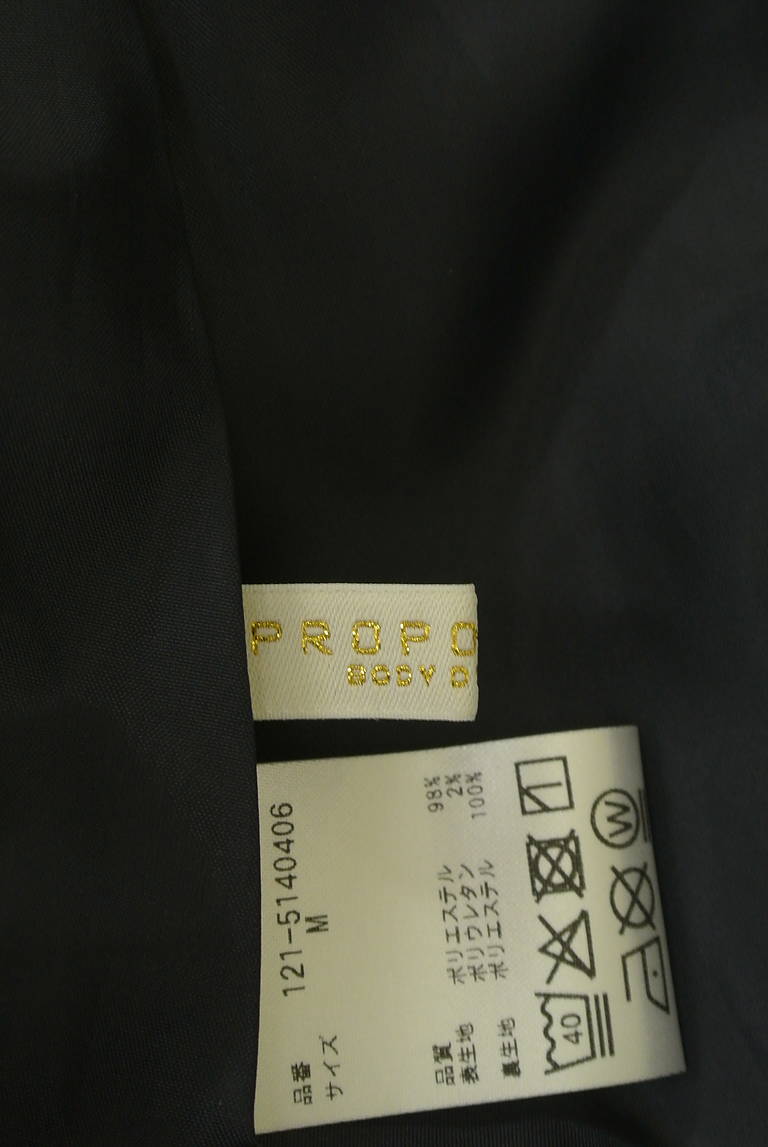 PROPO
BODY D
品番 121-5140406
サイズ M
品質
表生地 ポリエステル 98%
ポリウレタン 2%
裏生地 ポリエステル 100%
40
W